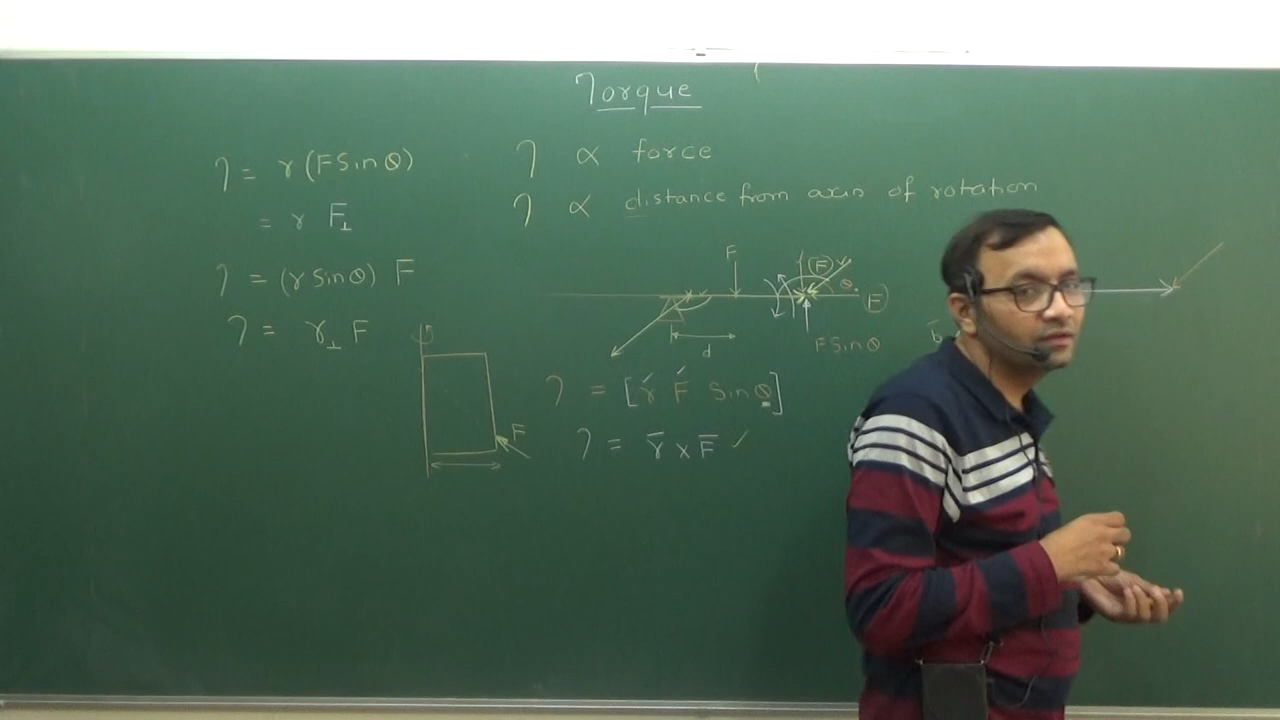 Torque
τ = r (F Sin θ)
= r F⊥
τ = (r Sin θ) F
τ = r⊥ F
τ ∝ force
τ ∝ distance from axis of rotation
F
(F)
θ
(F)
d
F Sin θ
F
τ = [r F Sin θ]
τ = r̅ × F̅ ✓